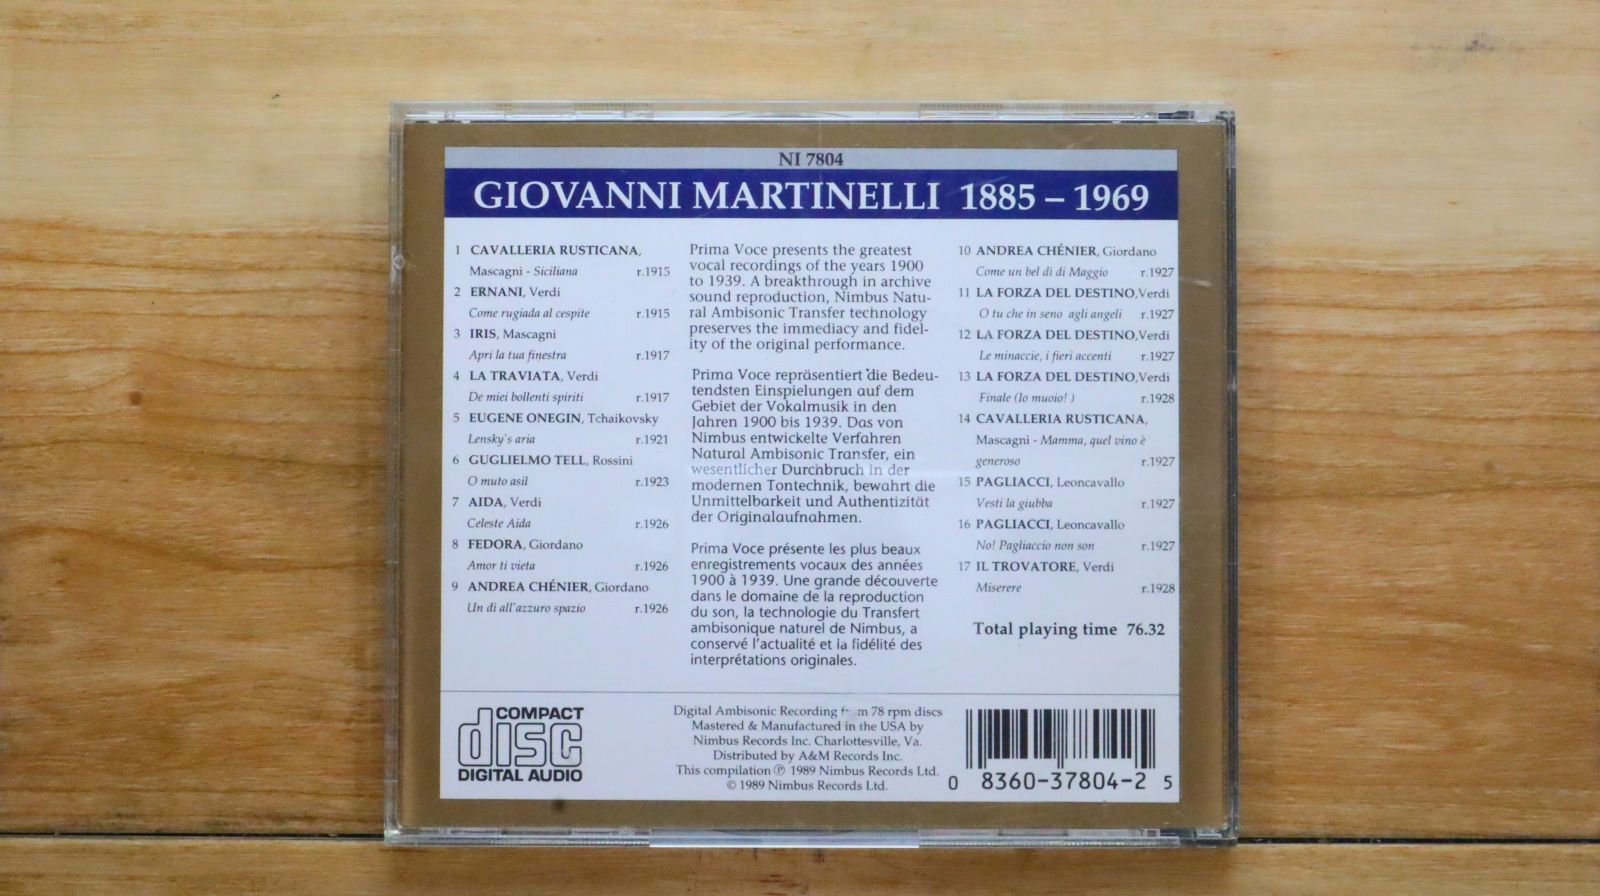 NI 7804
GIOVANNI MARTINELLI 1885 – 1969
1 CAVALLERIA RUSTICANA,
Mascagni - Siciliana r.1915
2 ERNANI, Verdi
Come rugiada al cespite r.1915
3 IRIS, Mascagni
Apri la tua finestra r.1917
4 LA TRAVIATA, Verdi
De miei bollenti spiriti r.1917
5 EUGENE ONEGIN, Tchaikovsky
Lensky's aria r.1921
6 GUGLIELMO TELL, Rossini
O muto asil r.1923
7 AIDA, Verdi
Celeste Aida r.1926
8 FEDORA, Giordano
Amor ti vieta r.1926
9 ANDREA CHÉNIER, Giordano
Un dì all'azzuro spazio r.1926
Prima Voce presents the greatest
vocal recordings of the years 1900
to 1939. A breakthrough in archive
sound reproduction, Nimbus Natu-
ral Ambisonic Transfer technology
preserves the immediacy and fidel-
ity of the original performance.
Prima Voce repräsentiert die Bedeu-
tendsten Einspielungen auf dem
Gebiet der Vokalmusik in den
Jahren 1900 bis 1939. Das von
Nimbus entwickelte Verfahren
Natural Ambisonic Transfer, ein
wesentlicher Durchbruch in der
modernen Tontechnik, bewahrt die
Unmittelbarkeit und Authentizität
der Originalaufnahmen.
Prima Voce présente les plus beaux
enregistrements vocaux des années
1900 à 1939. Une grande découverte
dans le domaine de la reproduction
du son, la technologie du Transfert
ambisonique naturel de Nimbus, a
conservé l'actualité et la fidélité des
interprétations originales.
10 ANDREA CHÉNIER, Giordano
Come un bel dì di Maggio r.1927
11 LA FORZA DEL DESTINO,Verdi
O tu che in seno agli angeli r.1927
12 LA FORZA DEL DESTINO,Verdi
Le minaccie, i fieri accenti r.1927
13 LA FORZA DEL DESTINO,Verdi
Finale (Io muoio! ) r.1928
14 CAVALLERIA RUSTICANA,
Mascagni - Mamma, quel vino è
generoso r.1927
15 PAGLIACCI, Leoncavallo
Vesti la giubba r.1927
16 PAGLIACCI, Leoncavallo
No! Pagliaccio non son r.1927
17 IL TROVATORE, Verdi
Miserere r.1928
Total playing time 76.32
COMPACT
disc
DIGITAL AUDIO
Digital Ambisonic Recording from 78 rpm discs
Mastered & Manufactured in the USA by
Nimbus Records Inc. Charlottesville, Va.
Distributed by A&M Records Inc.
This compilation ℗ 1989 Nimbus Records Ltd.
© 1989 Nimbus Records Ltd.
0 8360-37804-2 5